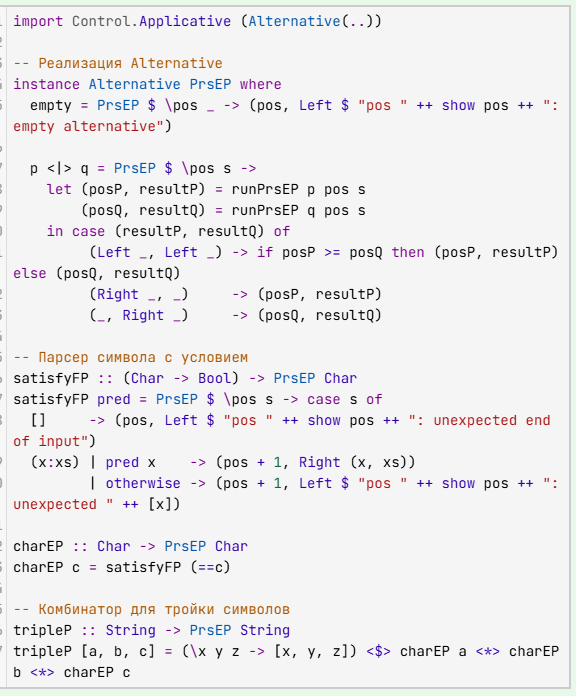 import Control.Applicative (Alternative(..))
-- Реализация Alternative
instance Alternative PrsEP where
  empty = PrsEP $ \pos _ -> (pos, Left $ "pos " ++ show pos ++ ":
empty alternative")
  p <|> q = PrsEP $ \pos s ->
    let (posP, resultP) = runPrsEP p pos s
        (posQ, resultQ) = runPrsEP q pos s
    in case (resultP, resultQ) of
         (Left _, Left _) -> if posP >= posQ then (posP, resultP)
else (posQ, resultQ)
         (Right _, _)     -> (posP, resultP)
         (_, Right _)     -> (posQ, resultQ)
-- Парсер символа с условием
satisfyFP :: (Char -> Bool) -> PrsEP Char
satisfyFP pred = PrsEP $ \pos s -> case s of
  []     -> (pos, Left $ "pos " ++ show pos ++ ": unexpected end
of input")
  (x:xs) | pred x    -> (pos + 1, Right (x, xs))
         | otherwise -> (pos + 1, Left $ "pos " ++ show pos ++ ":
unexpected " ++ [x])
charEP :: Char -> PrsEP Char
charEP c = satisfyFP (==c)
-- Комбинатор для тройки символов
tripleP :: String -> PrsEP String
tripleP [a, b, c] = (\x y z -> [x, y, z]) <$> charEP a <*> charEP
b <*> charEP c